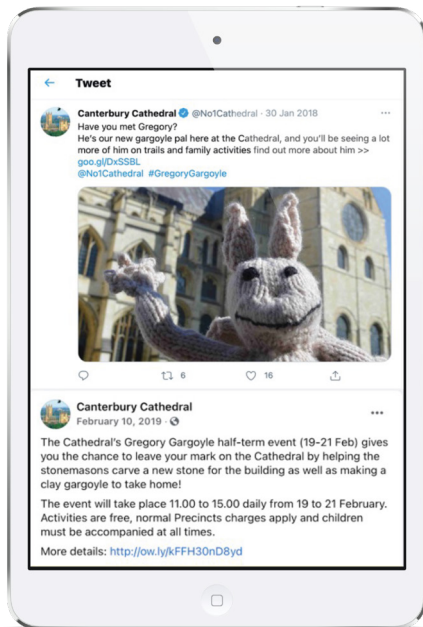 Tweet
Canterbury Cathedral @No1Cathedral · 30 Jan 2018
Have you met Gregory?
He's our new gargoyle pal here at the Cathedral, and you'll be seeing a lot
more of him on trails and family activities find out more about him >>
goo.gl/DxSSBL
@No1Cathedral #GregoryGargoyle
6 16
Canterbury Cathedral
February 10, 2019 ·
The Cathedral's Gregory Gargoyle half-term event (19-21 Feb) gives
you the chance to leave your mark on the Cathedral by helping the
stonemasons carve a new stone for the building as well as making a
clay gargoyle to take home!
The event will take place 11.00 to 15.00 daily from 19 to 21 February.
Activities are free, normal Precincts charges apply and children
must be accompanied at all times.
More details: http://ow.ly/kFFH30nD8yd